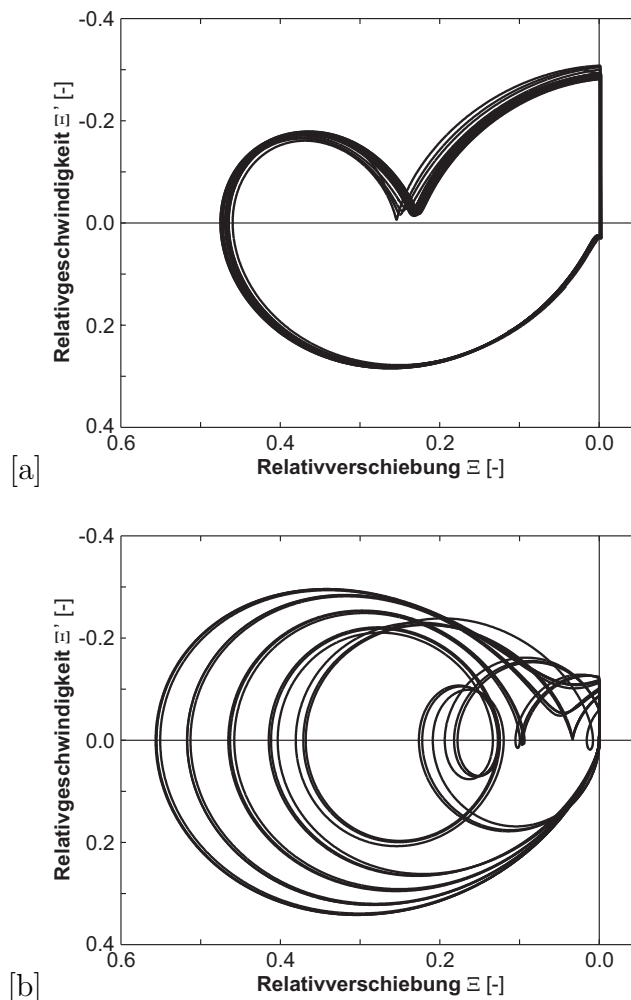 -0.4
-0.2
0.0
0.2
0.4
Relativgeschwindigkeit Ξ' [-]
0.6 0.4 0.2 0.0
Relativverschiebung Ξ [-]
[a]
-0.4
-0.2
0.0
0.2
0.4
Relativgeschwindigkeit Ξ' [-]
0.6 0.4 0.2 0.0
Relativverschiebung Ξ [-]
[b]